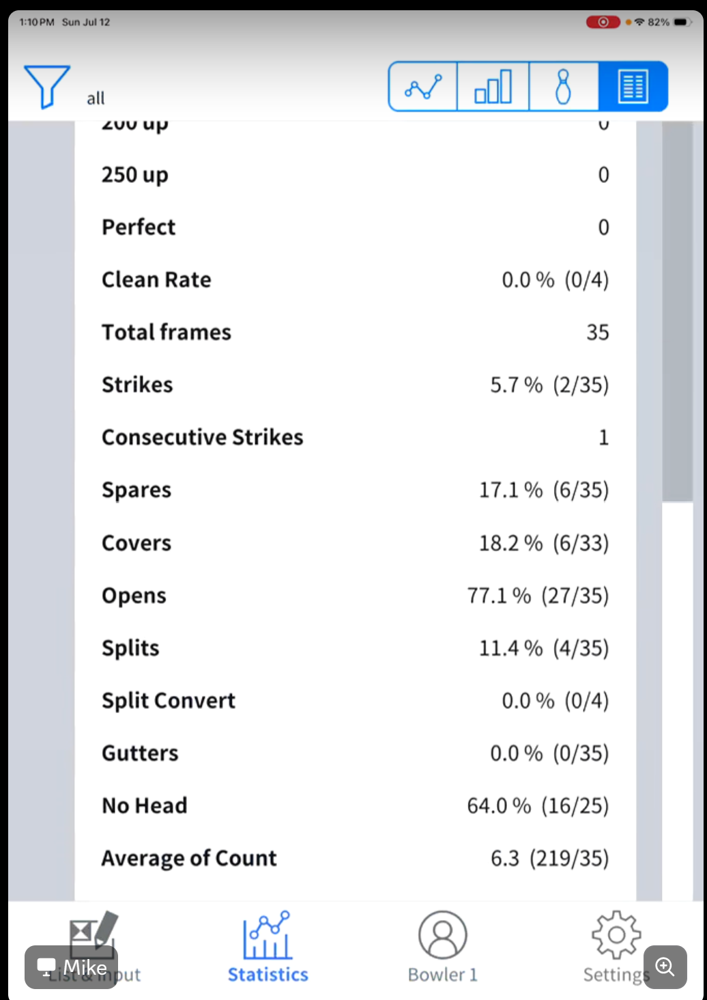 1:10 PM Sun Jul 12
82%
all
200 up 0
250 up 0
Perfect 0
Clean Rate 0.0 % (0/4)
Total frames 35
Strikes 5.7 % (2/35)
Consecutive Strikes 1
Spares 17.1 % (6/35)
Covers 18.2 % (6/33)
Opens 77.1 % (27/35)
Splits 11.4 % (4/35)
Split Convert 0.0 % (0/4)
Gutters 0.0 % (0/35)
No Head 64.0 % (16/25)
Average of Count 6.3 (219/35)
List & Input Statistics Bowler 1 Settings
Mike